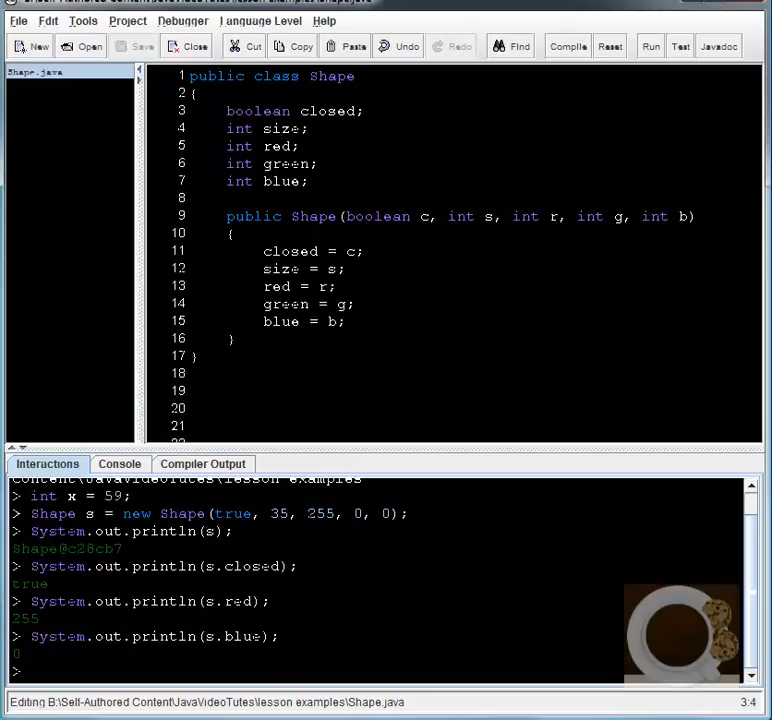 File Edit Tools Project Debugger Language Level Help
New Open Save Close Cut Copy Paste Undo Redo Find Compile Reset Run Test Javadoc
Shape.java
1 public class Shape
2 {
3 boolean closed;
4 int size;
5 int red;
6 int green;
7 int blue;
8
9 public Shape(boolean c, int s, int r, int g, int b)
10 {
11 closed = c;
12 size = s;
13 red = r;
14 green = g;
15 blue = b;
16 }
17 }
18
19
20
21
Interactions Console Compiler Output
Content\JavaVideoTutes\lesson examples
> int x = 59;
> Shape s = new Shape(true, 35, 255, 0, 0);
> System.out.println(s);
Shape@c28cb7
> System.out.println(s.closed);
true
> System.out.println(s.red);
255
> System.out.println(s.blue);
0
>
Editing B:\Self-Authored Content\JavaVideoTutes\lesson examples\Shape.java 3:4